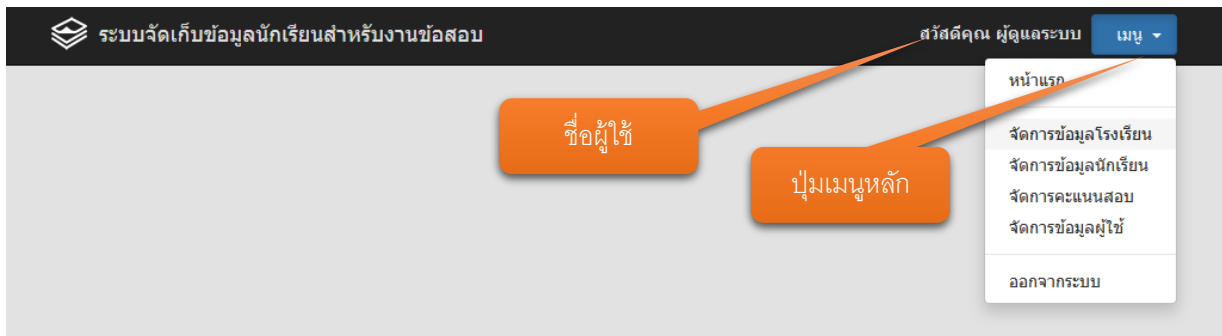 ระบบจัดเก็บข้อมูลนักเรียนสำหรับงานข้อสอบ
สวัสดีคุณ ผู้ดูแลระบบ
เมนู
หน้าแรก
ชื่อผู้ใช้
จัดการข้อมูลโรงเรียน
จัดการข้อมูลนักเรียน
ปุ่มเมนูหลัก
จัดการคะแนนสอบ
จัดการข้อมูลผู้ใช้
ออกจากระบบ